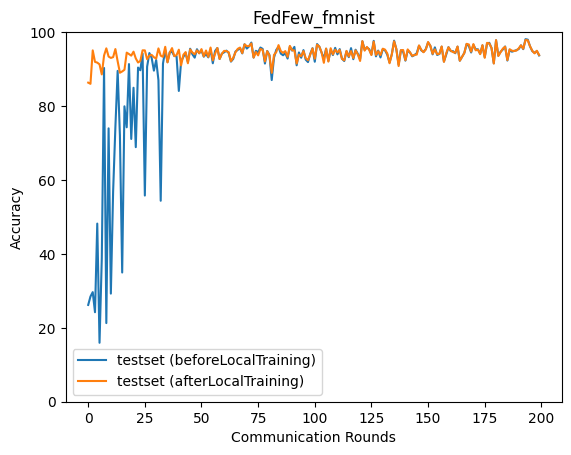 FedFew_fmnist
100
80
60
40
20
0
Accuracy
testset (beforeLocalTraining)
testset (afterLocalTraining)
0 25 50 75 100 125 150 175 200
Communication Rounds